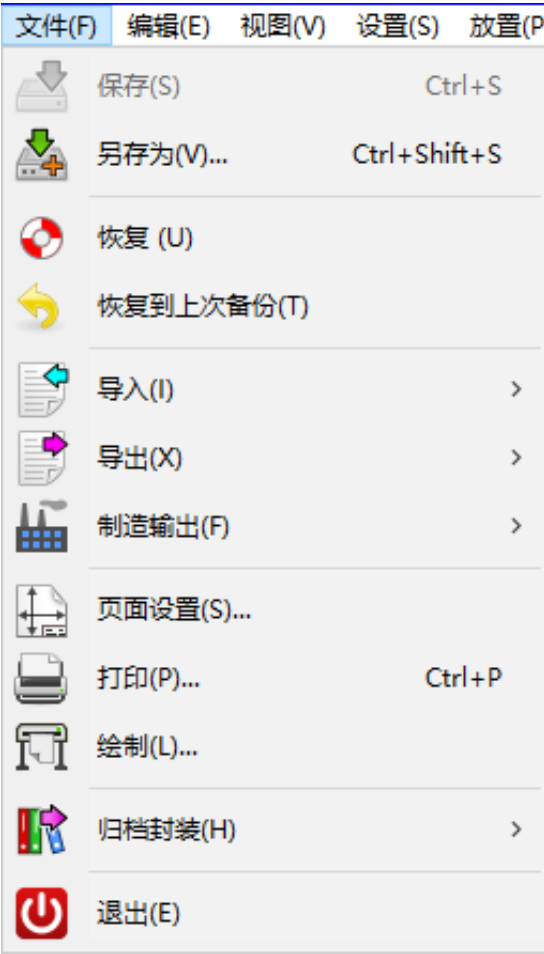 文件(F) 编辑(E) 视图(V) 设置(S) 放置(P
保存(S) Ctrl+S
另存为(V)... Ctrl+Shift+S
恢复 (U)
恢复到上次备份(T)
导入(I)
导出(X)
制造输出(F)
页面设置(S)...
打印(P)... Ctrl+P
绘制(L)...
归档封装(H)
退出(E)